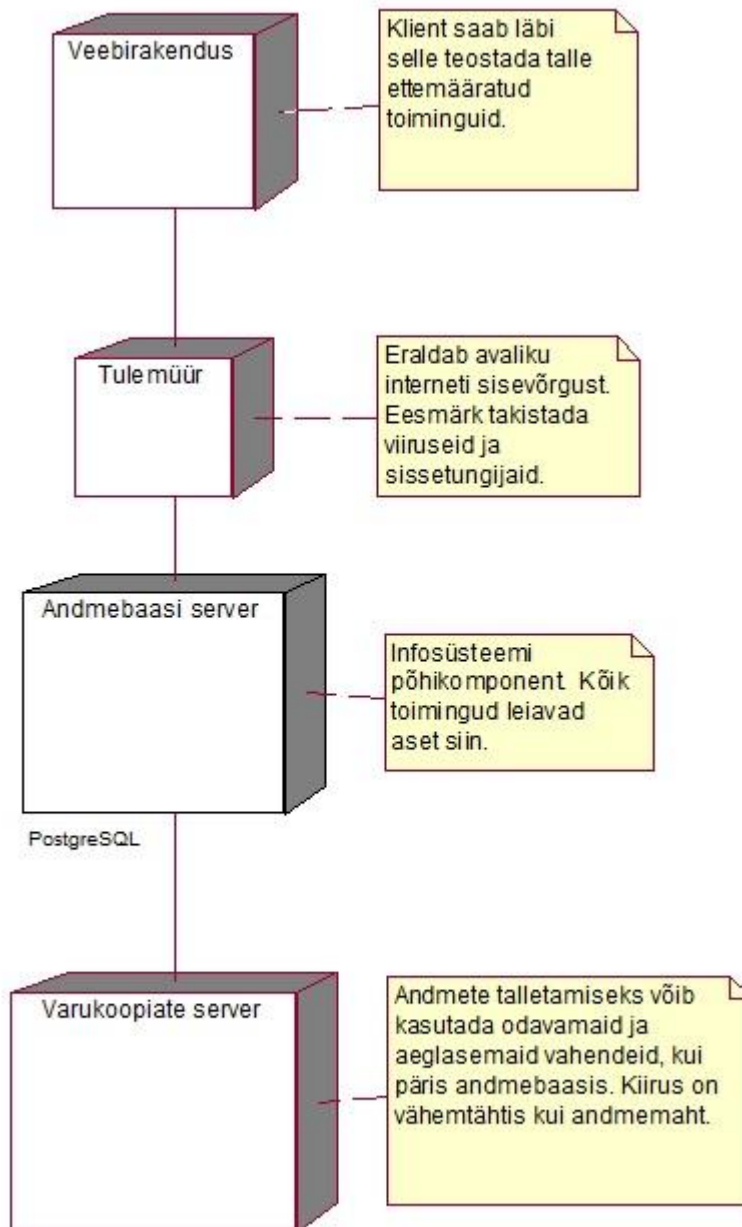 Veebirakendus
Klient saab läbi
selle teostada talle
ettemääratud
toiminguid.
Tulemüür
Eraldab avaliku
interneti sisevõrgust.
Eesmärk takistada
viiruseid ja
sissetungijaid.
Andmebaasi server
Infosüsteemi
põhikomponent. Kõik
toimingud leiavad
aset siin.
PostgreSQL
Varukoopiate server
Andmete talletamiseks võib
kasutada odavamaid ja
aeglasemaid vahendeid, kui
päris andmebaasis. Kiirus on
vähemtähtis kui andmemaht.